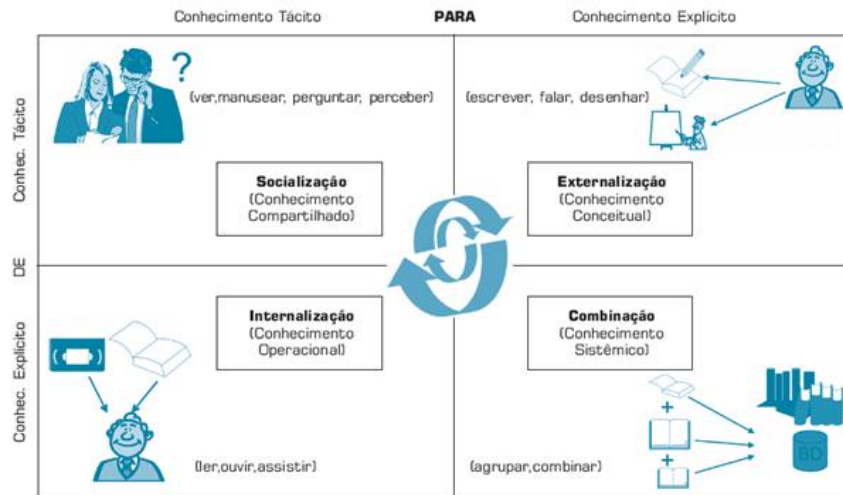 Conhecimento Tácito PARA Conhecimento Explícito
Conhec. Tácito
?
(ver,manusear, perguntar, perceber)
(escrever, falar, desenhar)
Socialização
(Conhecimento
Compartilhado)
Externalização
(Conhecimento
Conceitual)
DE
Conhec. Explícito
Internalização
(Conhecimento
Operacional)
Combinação
(Conhecimento
Sistêmico)
+
+
BD
(ler,ouvir,assistir)
(agrupar,combinar)